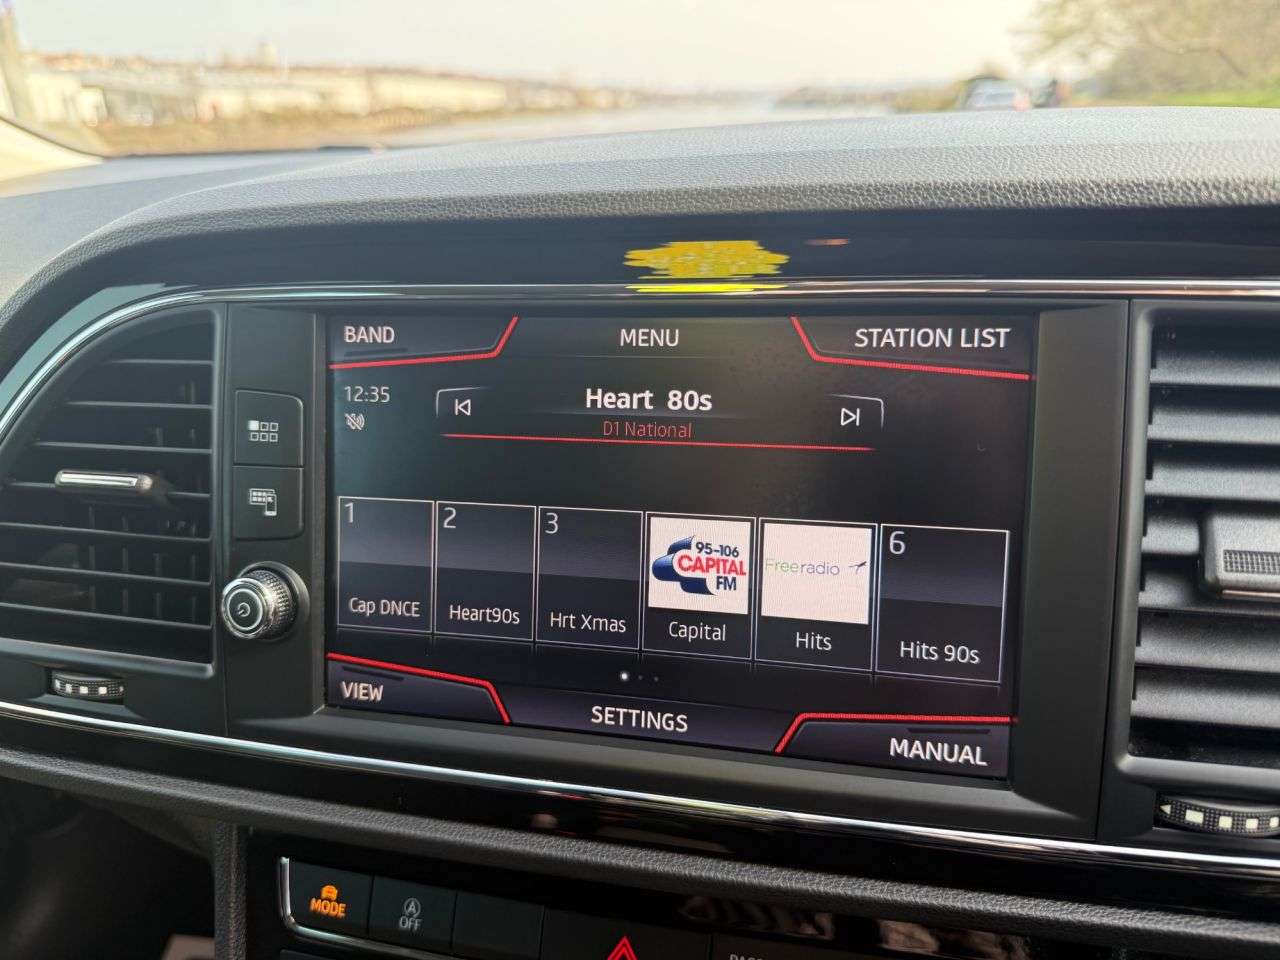 BAND
MENU
STATION LIST
12:35
Heart 80s
D1 National
1
2
3
95-106
CAPITAL
FM
Freeradio
6
Cap DNCE
Heart90s
Hrt Xmas
Capital
Hits
Hits 90s
VIEW
SETTINGS
MANUAL
MODE
A
OFF